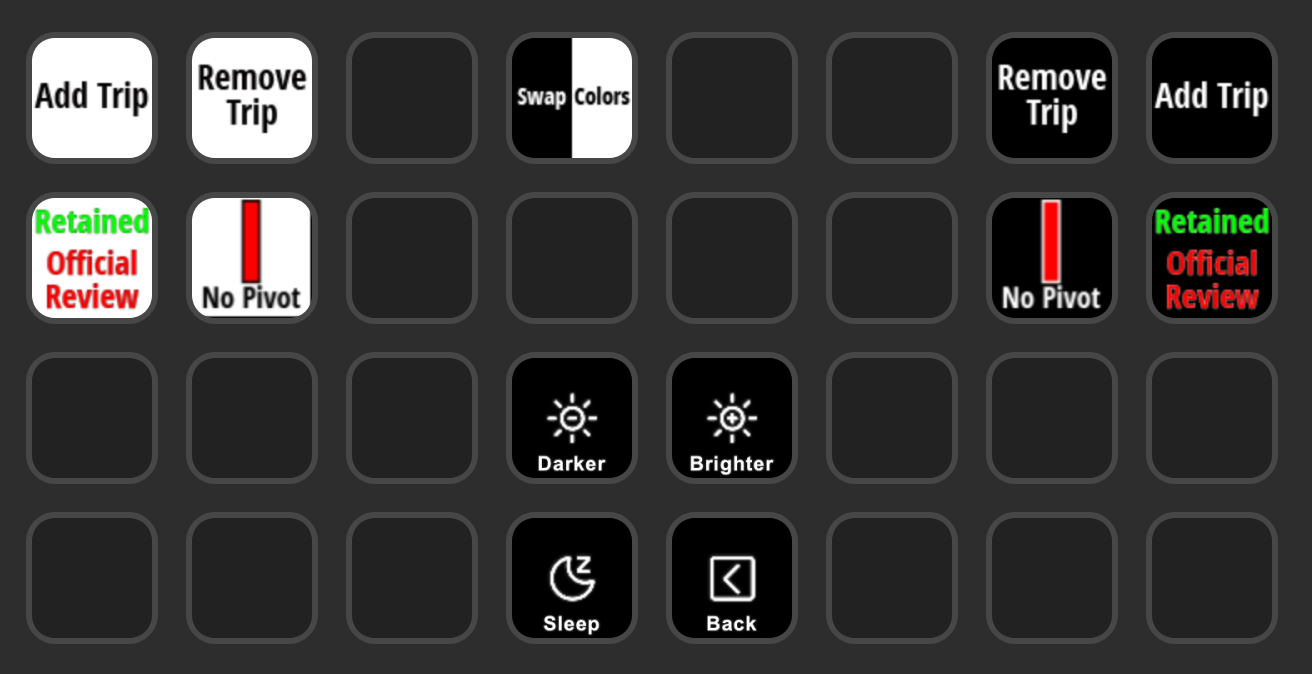 Add Trip
Remove
Trip
Swap Colors
Remove
Trip
Add Trip
Retained
Official
Review
No Pivot
No Pivot
Retained
Official
Review
Darker
Brighter
Sleep
Back